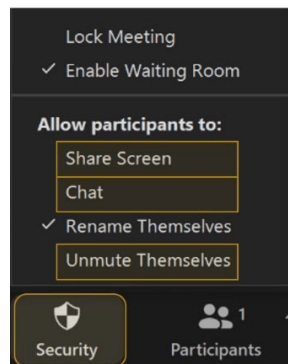 Lock Meeting
✓ Enable Waiting Room
Allow participants to:
Share Screen
Chat
✓ Rename Themselves
Unmute Themselves
1
Security Participants